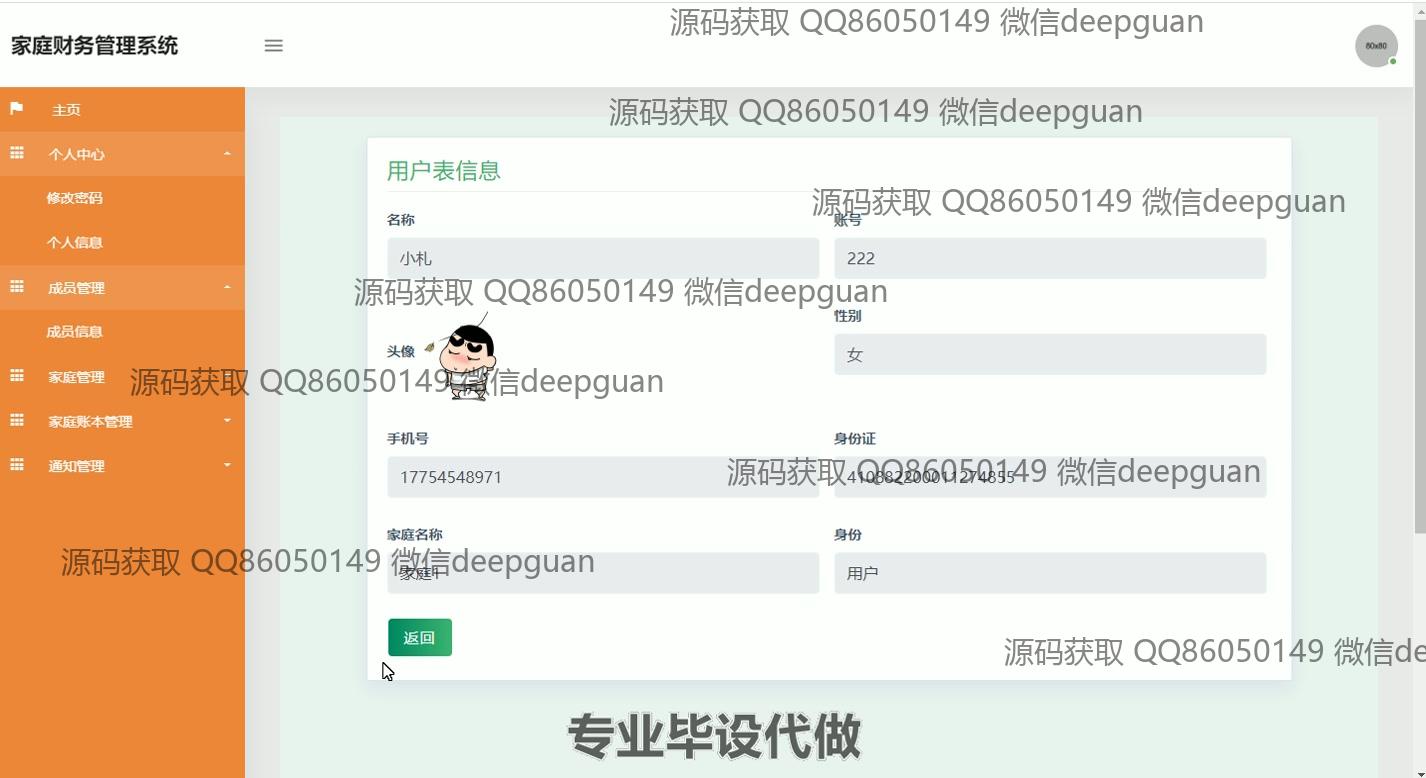 源码获取 QQ86050149 微信deepguan
家庭财务管理系统
80x80
主页
源码获取 QQ86050149 微信deepguan
个人中心
用户表信息
修改密码
源码获取 QQ86050149 微信deepguan
名称
账号
个人信息
小札
222
成员管理
源码获取 QQ86050149 微信deepguan
性别
成员信息
头像
女
家庭管理
源码获取 QQ86050149 微信deepguan
家庭账本管理
手机号
身份证
通知管理
源码获取 QQ86050149 微信deepguan
17754548971
410882200011274855
家庭名称
身份
源码获取 QQ86050149 微信deepguan
用户
返回
源码获取 QQ86050149 微信de
专业毕设代做